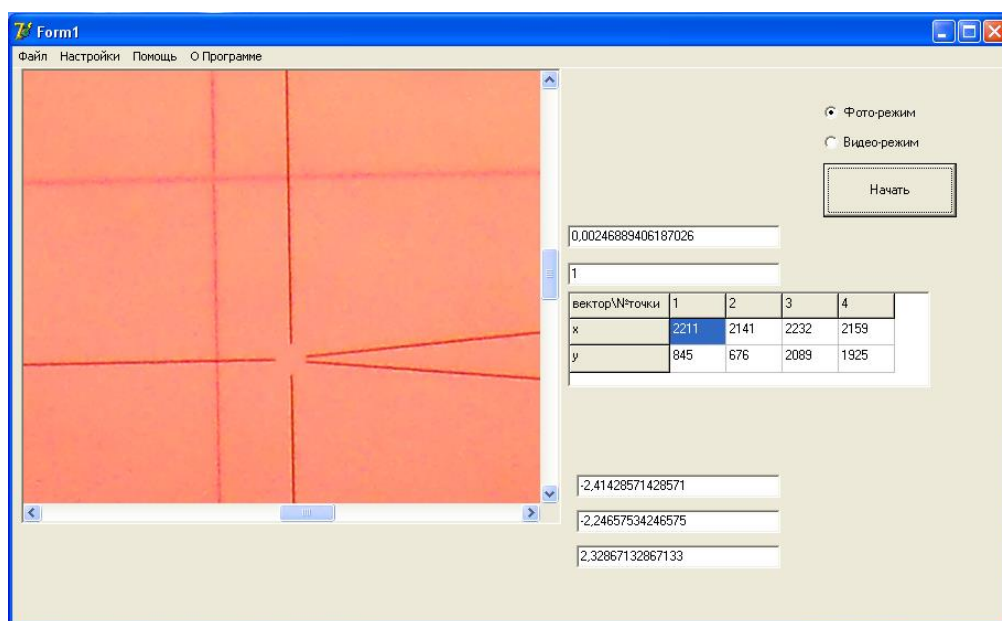 Form1
Файл Настройки Помощь О Программе
Фото-режим
Видео-режим
Начать
0,00246889406187026
1
вектор\№точки 1 2 3 4
x 2211 2141 2232 2159
y 845 676 2089 1925
-2,41428571428571
-2,24657534246575
2,32867132867133